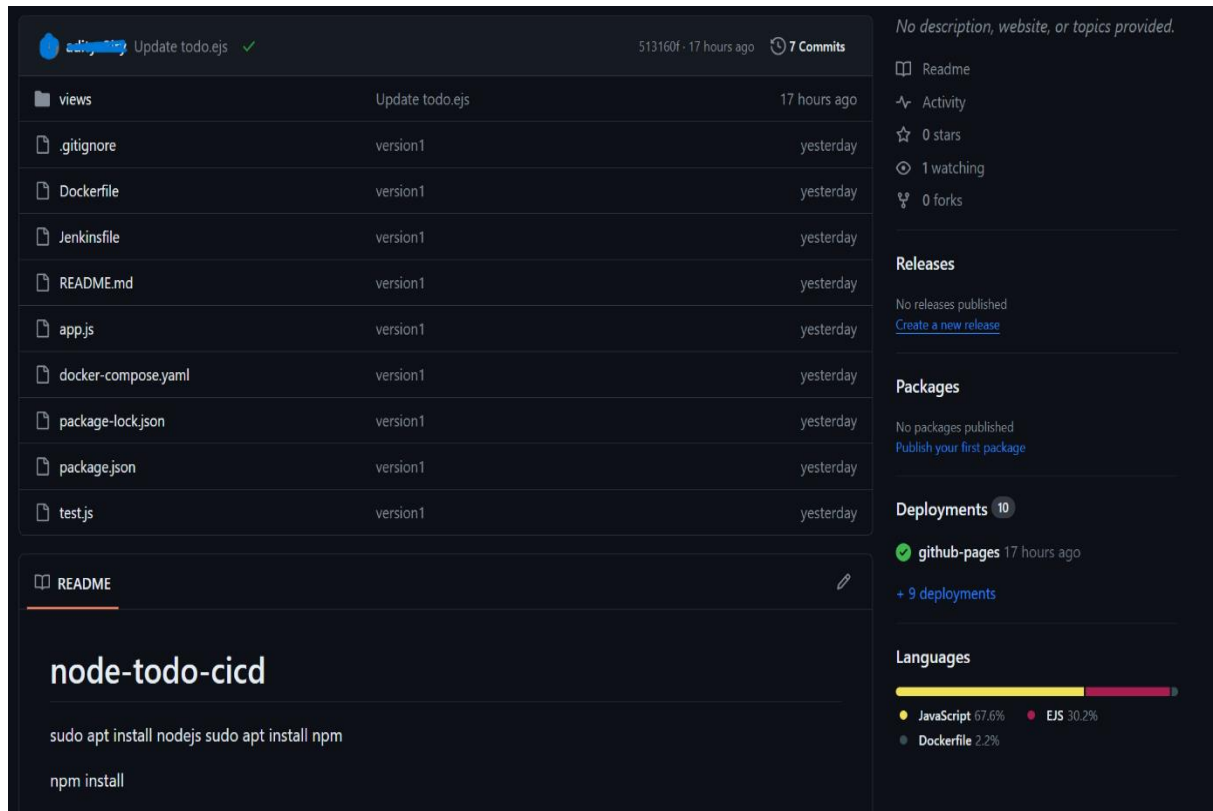 Update todo.ejs 513160f · 17 hours ago 7 Commits
views Update todo.ejs 17 hours ago
.gitignore version1 yesterday
Dockerfile version1 yesterday
Jenkinsfile version1 yesterday
README.md version1 yesterday
app.js version1 yesterday
docker-compose.yaml version1 yesterday
package-lock.json version1 yesterday
package.json version1 yesterday
test.js version1 yesterday
README
node-todo-cicd
sudo apt install nodejs sudo apt install npm
npm install
No description, website, or topics provided.
Readme
Activity
0 stars
1 watching
0 forks
Releases
No releases published
Create a new release
Packages
No packages published
Publish your first package
Deployments 10
github-pages 17 hours ago
+ 9 deployments
Languages
JavaScript 67.6% EJS 30.2%
Dockerfile 2.2%